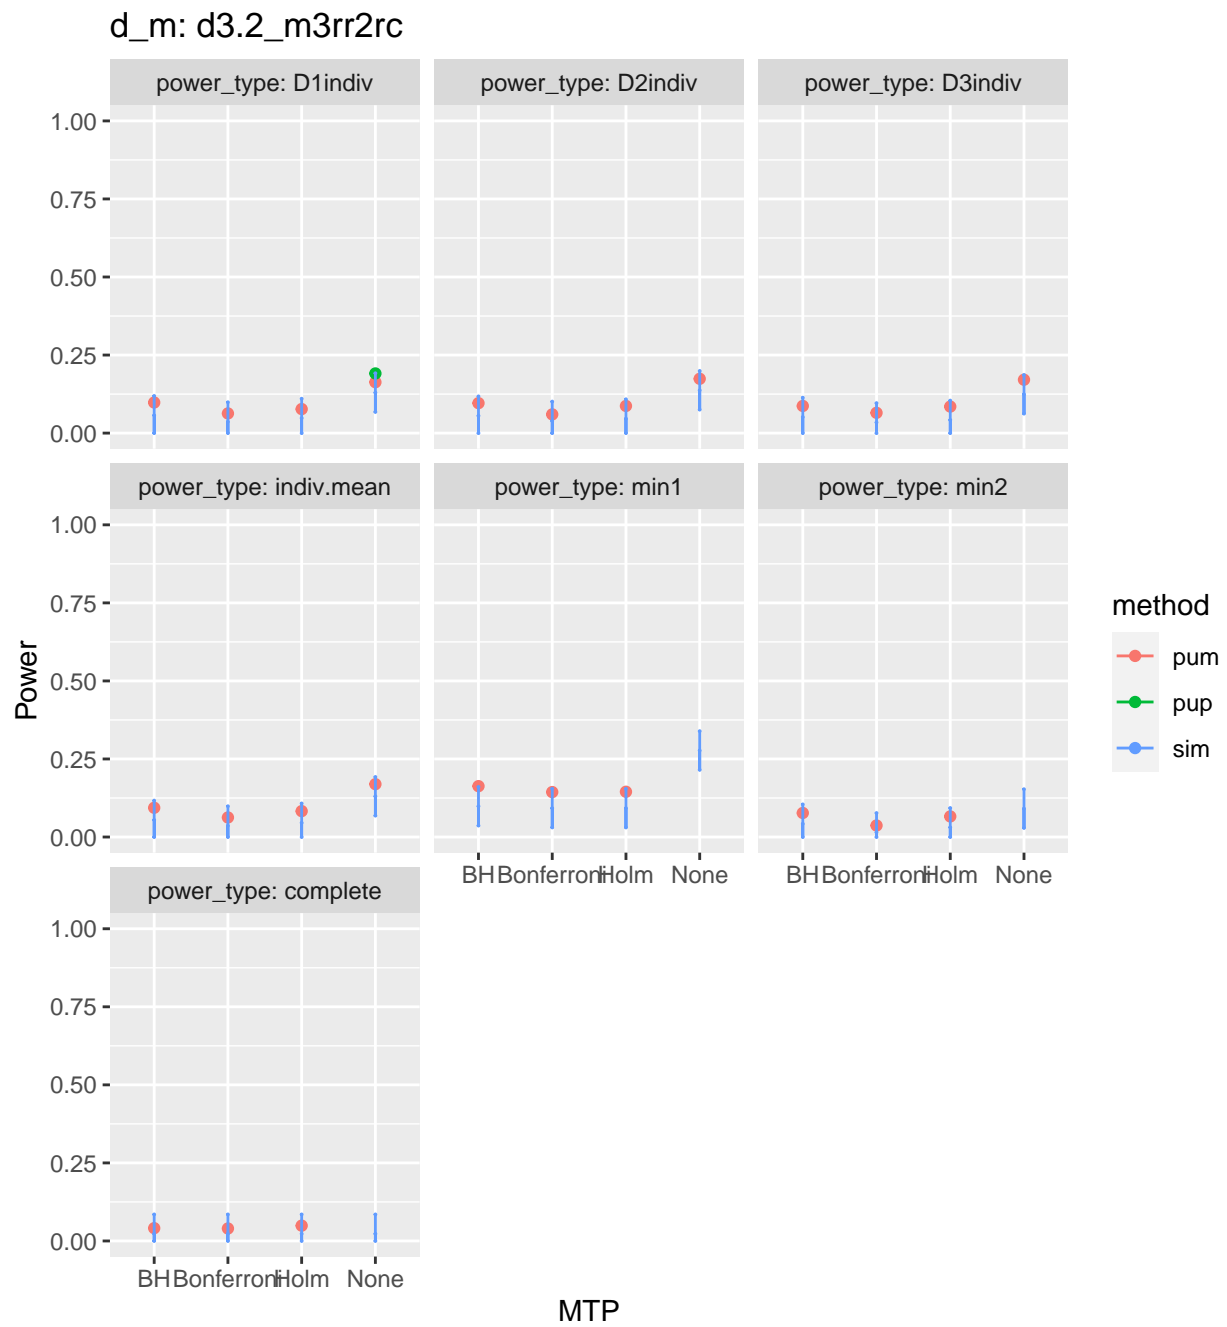 d_m: d3.2_m3rr2rc
power_type: D1indiv
power_type: D2indiv
power_type: D3indiv
1.00
0.75
0.50
0.25
0.00
power_type: indiv.mean
power_type: min1
power_type: min2
1.00
0.75
0.50
0.25
0.00
BH Bonferroni Holm None
BH Bonferroni Holm None
power_type: complete
1.00
0.75
0.50
0.25
0.00
BH Bonferroni Holm None
MTP
Power
method
pum
pup
sim